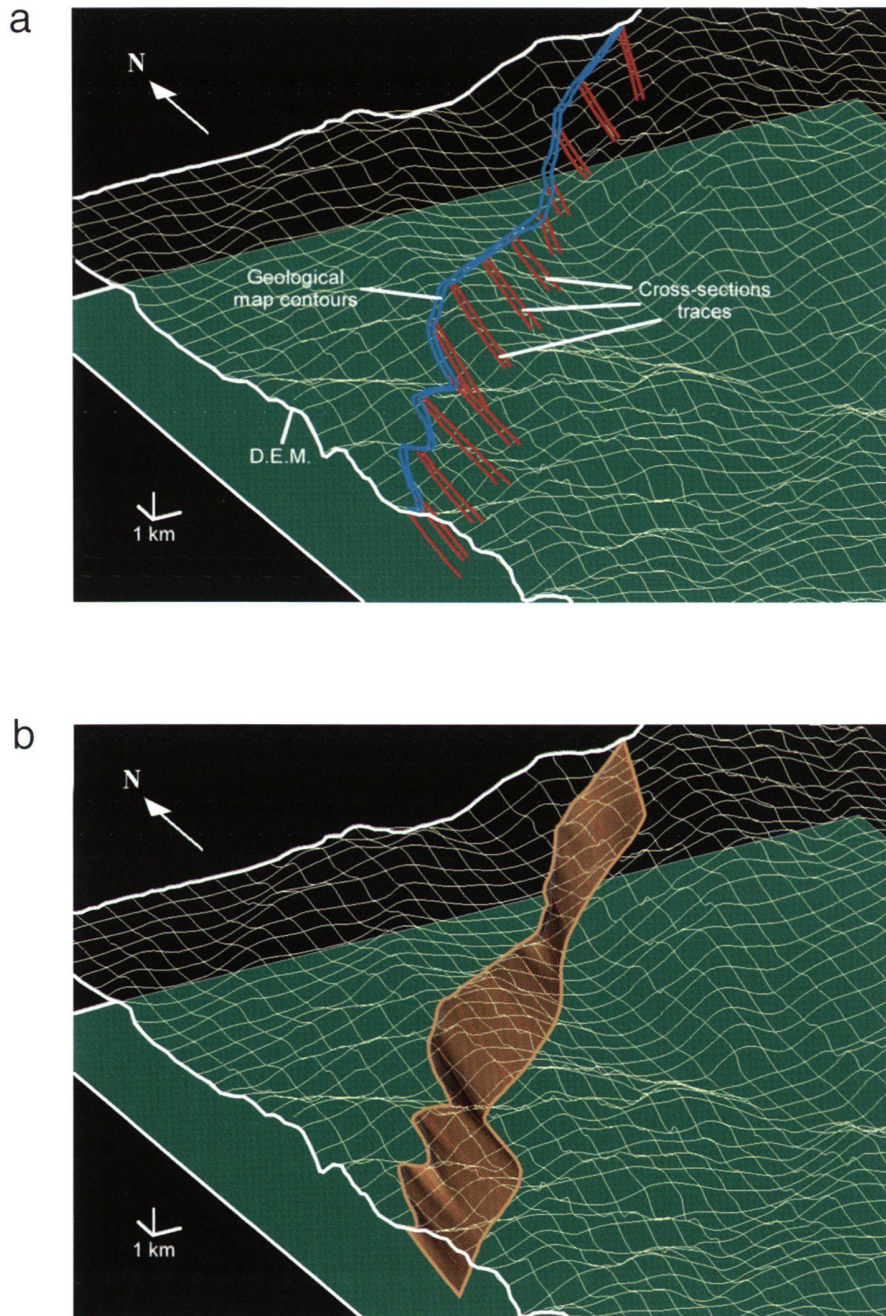 a
N
Geological
map contours
Cross-sections
traces
D.E.M.
1 km
b
N
1 km